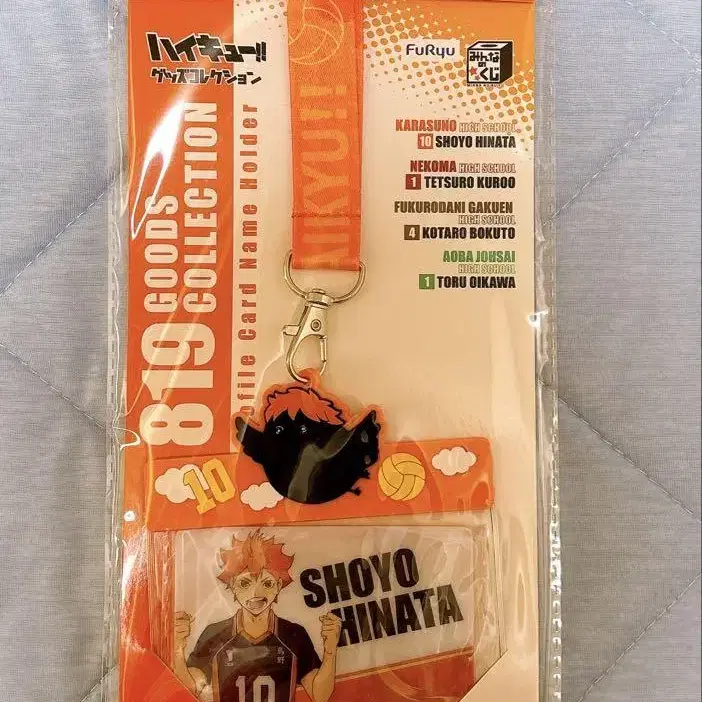 ハイキュー!!
グッズコレクション
FuRyu
みんな
の
くじ
KARASUNO HIGH SCHOOL
10 SHOYO HINATA
NEKOMA HIGH SCHOOL
1 TETSURO KUROO
FUKURODANI GAKUEN
HIGH SCHOOL
4 KOTARO BOKUTO
AOBA JOHSAI
HIGH SCHOOL
1 TORU OIKAWA
819 GOODS
COLLECTION
ofile Card Name Holder
IKYU!!
10
SHOYO
HINATA
烏野
10